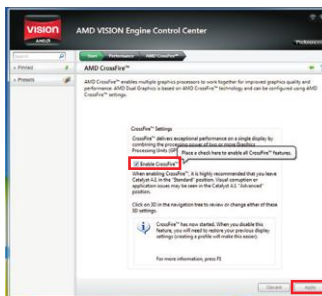 VISION
AMD
AMD VISION Engine Control Center
Preferences
Search
Start
Performance
AMD CrossFire™
Pinned
Presets
AMD CrossFire™
AMD CrossFire™ enables multiple graphics processors to work together for improved graphics quality and
performance. AMD Dual Graphics is based on AMD CrossFire™ technology and can be configured using AMD
CrossFire™ settings.
CrossFire™ Settings
CrossFire™ delivers exceptional performance on a single display by
combining the processing power of two or more Graphics
Processing Units (GP
Place a check here to enable all CrossFire™ features.
Enable CrossFire™
When enabling CrossFire™, it is highly recommended that you leave
Catalyst A.I. in the "Standard" position. Visual corruption or
application issues may be seen in the Catalyst A.I. "Advanced"
position.
Click on 3D in the navigation tree to review or change either of these
3D settings.
CrossFire™ has now started. When you disable this
feature, you will need to restore your previous display
settings (creating a profile will make this easier).
For more information, press F1
Discard
Apply